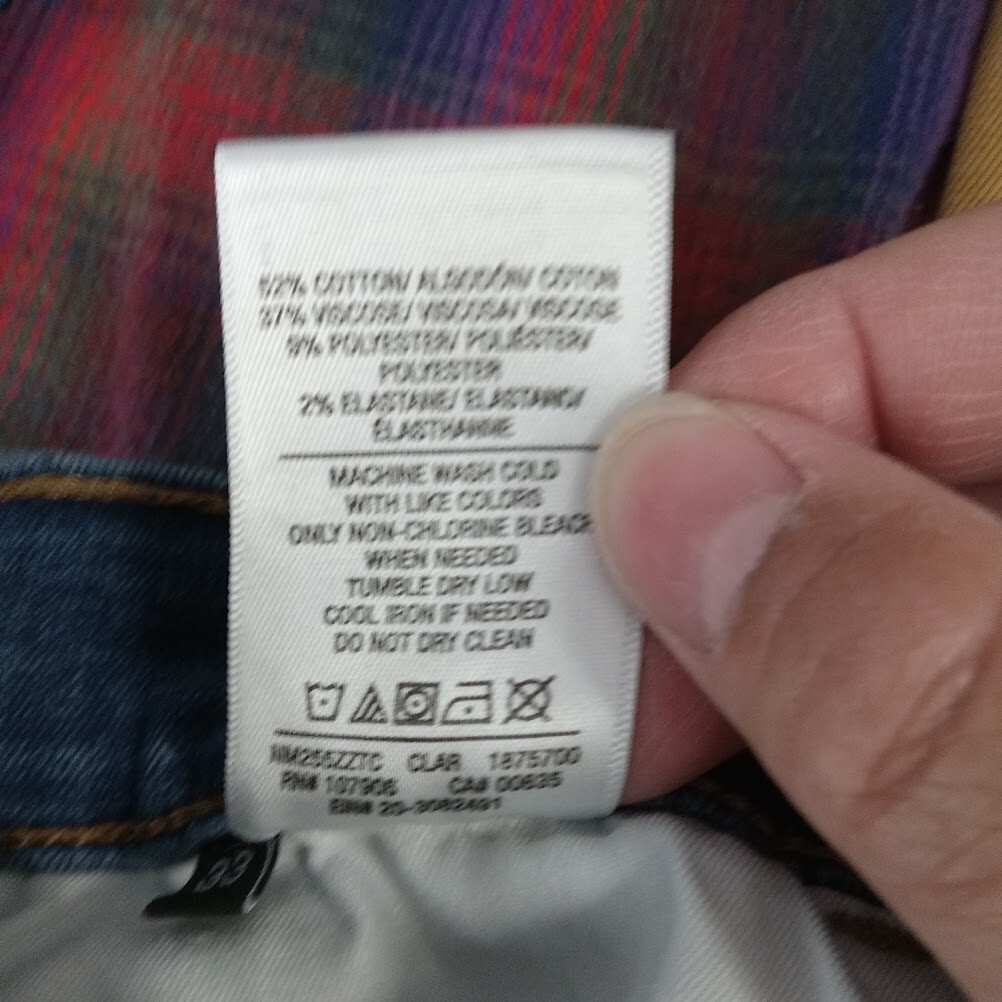 52% COTTON/ ALGODÓN/ COTON
37% VISCOSE/ VISCOSA/ VISCOSE
9% POLYESTER/ POLIÉSTER/
POLYESTER
2% ELASTANE/ ELASTANO/
ÉLASTHANNE
MACHINE WASH COLD
WITH LIKE COLORS
ONLY NON-CHLORINE BLEACH
WHEN NEEDED
TUMBLE DRY LOW
COOL IRON IF NEEDED
DO NOT DRY CLEAN
CLAR 1875700
RN# 107906 CA# 00635
33